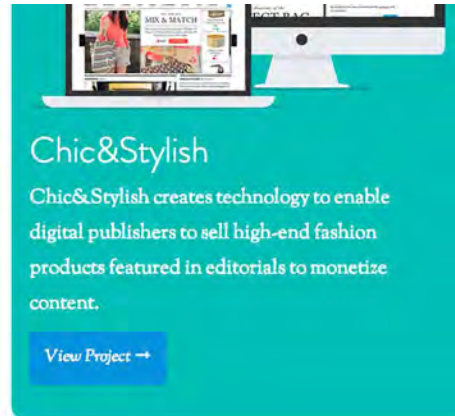 MIX & MATCH
Chic&Stylish
Chic&Stylish creates technology to enable
digital publishers to sell high-end fashion
products featured in editorials to monetize
content.
View Project →